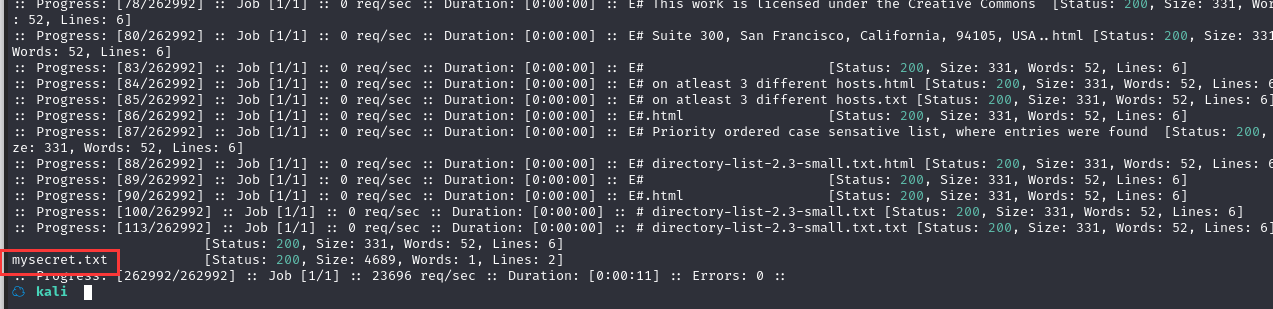 :: Progress: [78/262992] :: Job [1/1] :: 0 req/sec :: Duration: [0:00:00] :: E# This work is licensed under the Creative Commons  [Status: 200, Size: 331, Wo
: 52, Lines: 6]
:: Progress: [80/262992] :: Job [1/1] :: 0 req/sec :: Duration: [0:00:00] :: E# Suite 300, San Francisco, California, 94105, USA..html [Status: 200, Size: 331
Words: 52, Lines: 6]
:: Progress: [83/262992] :: Job [1/1] :: 0 req/sec :: Duration: [0:00:00] :: E#                       [Status: 200, Size: 331, Words: 52, Lines: 6]
:: Progress: [84/262992] :: Job [1/1] :: 0 req/sec :: Duration: [0:00:00] :: E# on atleast 3 different hosts.html [Status: 200, Size: 331, Words: 52, Lines: 6
:: Progress: [85/262992] :: Job [1/1] :: 0 req/sec :: Duration: [0:00:00] :: E# on atleast 3 different hosts.txt [Status: 200, Size: 331, Words: 52, Lines: 6]
:: Progress: [86/262992] :: Job [1/1] :: 0 req/sec :: Duration: [0:00:00] :: E#.html                  [Status: 200, Size: 331, Words: 52, Lines: 6]
:: Progress: [87/262992] :: Job [1/1] :: 0 req/sec :: Duration: [0:00:00] :: E# Priority ordered case sensative list, where entries were found  [Status: 200,
ze: 331, Words: 52, Lines: 6]
:: Progress: [88/262992] :: Job [1/1] :: 0 req/sec :: Duration: [0:00:00] :: E# directory-list-2.3-small.txt.html [Status: 200, Size: 331, Words: 52, Lines: 6
:: Progress: [89/262992] :: Job [1/1] :: 0 req/sec :: Duration: [0:00:00] :: E#                       [Status: 200, Size: 331, Words: 52, Lines: 6]
:: Progress: [90/262992] :: Job [1/1] :: 0 req/sec :: Duration: [0:00:00] :: E#.html                  [Status: 200, Size: 331, Words: 52, Lines: 6]
:: Progress: [100/262992] :: Job [1/1] :: 0 req/sec :: Duration: [0:00:00] :: # directory-list-2.3-small.txt [Status: 200, Size: 331, Words: 52, Lines: 6]
:: Progress: [113/262992] :: Job [1/1] :: 0 req/sec :: Duration: [0:00:00] :: # directory-list-2.3-small.txt.txt [Status: 200, Size: 331, Words: 52, Lines: 6]
                        [Status: 200, Size: 331, Words: 52, Lines: 6]
mysecret.txt            [Status: 200, Size: 4689, Words: 1, Lines: 2]
:: Progress: [262992/262992] :: Job [1/1] :: 23696 req/sec :: Duration: [0:00:11] :: Errors: 0 ::
kali